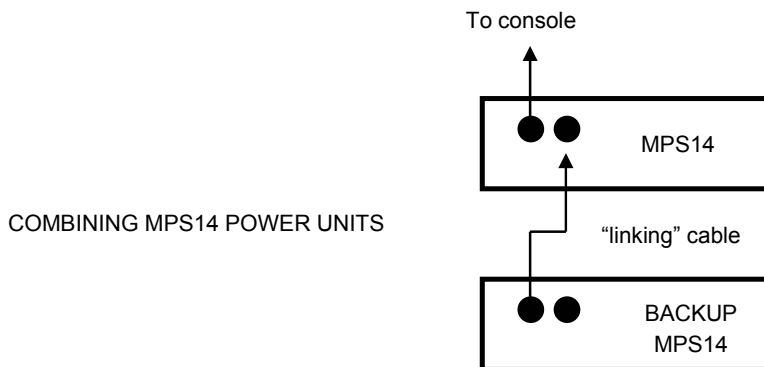 To console
MPS14
COMBINING MPS14 POWER UNITS
“linking” cable
BACKUP
MPS14